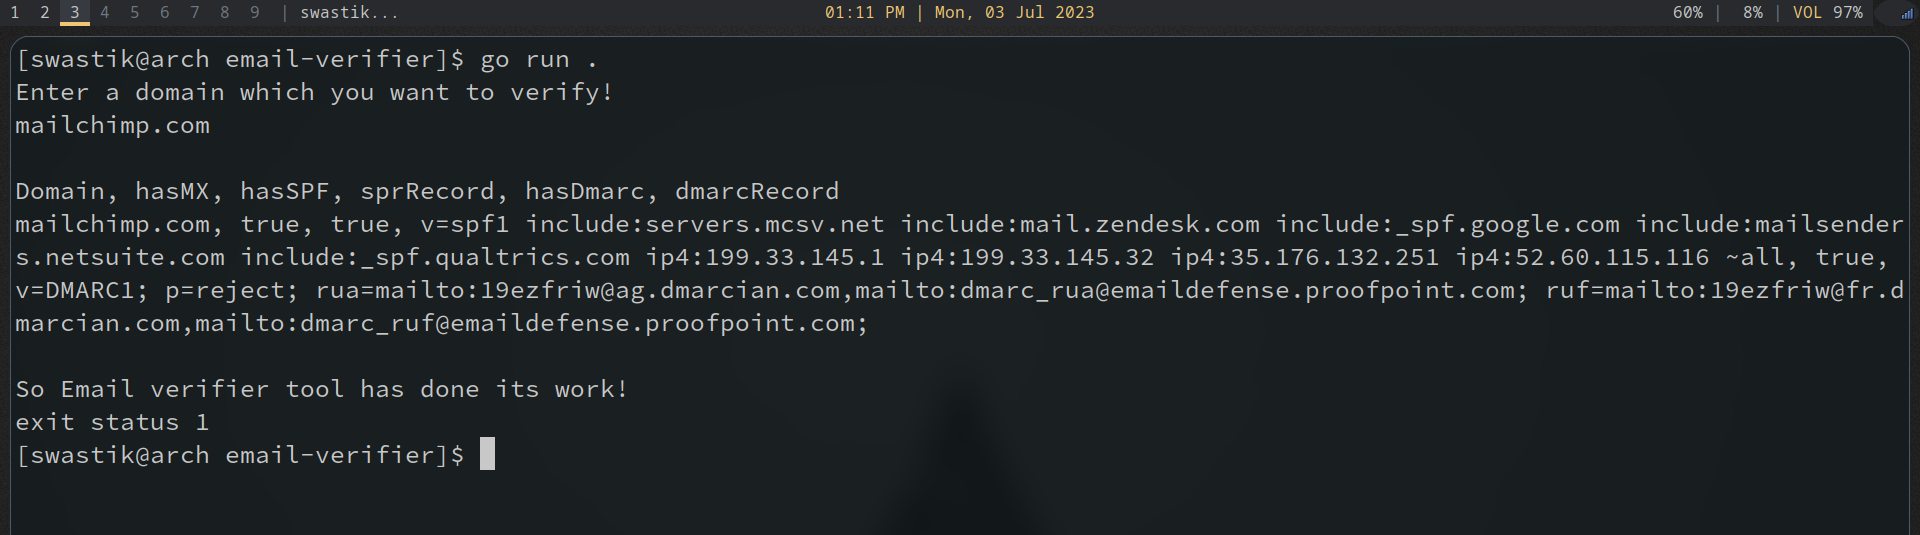 1 2 3 4 5 6 7 8 9 | swastik... 01:11 PM | Mon, 03 Jul 2023 60% | 8% | VOL 97%
[swastik@arch email-verifier]$ go run .
Enter a domain which you want to verify!
mailchimp.com
Domain, hasMX, hasSPF, sprRecord, hasDmarc, dmarcRecord
mailchimp.com, true, true, v=spf1 include:servers.mcsv.net include:mail.zendesk.com include:_spf.google.com include:mailsender
s.netsuite.com include:_spf.qualtrics.com ip4:199.33.145.1 ip4:199.33.145.32 ip4:35.176.132.251 ip4:52.60.115.116 ~all, true,
v=DMARC1; p=reject; rua=mailto:19ezfriw@ag.dmarcian.com,mailto:dmarc_rua@emaildefense.proofpoint.com; ruf=mailto:19ezfriw@fr.d
marcian.com,mailto:dmarc_ruf@emaildefense.proofpoint.com;
So Email verifier tool has done its work!
exit status 1
[swastik@arch email-verifier]$